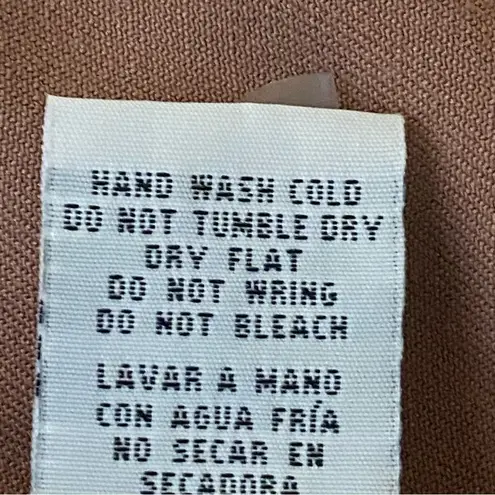 HAND WASH COLD
DO NOT TUMBLE DRY
DRY FLAT
DO NOT WRING
DO NOT BLEACH
LAVAR A MANO
CON AGUA FRÍA
NO SECAR EN
SECADORA